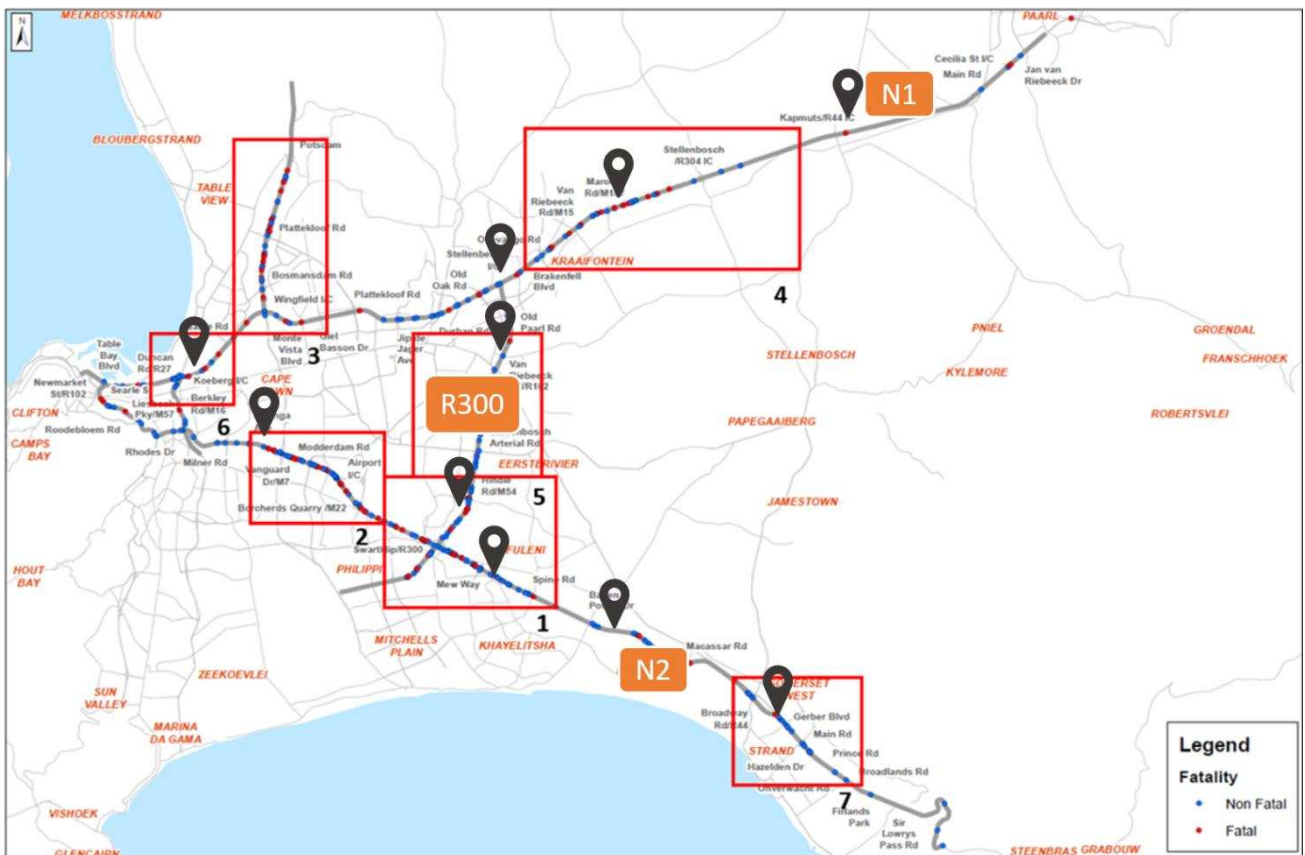 MELKBOSSTRAND
PAARL
N
Cecilia St I/C
Main Rd
Jan van
Riebeeck Dr
N1
Kapmuts/R44 IC
BLOUBERGSTRAND
Potsdam
Stellenbosch
/R304 IC
TABLE
VIEW
Van
Riebeeck
Rd/M15
Plattekloof Rd
KRAAIFONTEIN
Bosmansdam Rd
Old
Oak Rd
Brakenfell
Blvd
Wingfield I/C
Plattekloof Rd
4
Old
Paarl Rd
PNIEL
GROENDAL
Table
Bay
Blvd
Monte
Vista
Blvd
3
Basson Dr
Jip de
Jager
Ave
STELLENBOSCH
FRANSCHHOEK
Duncan
Rd/R27
Van
KYLEMORE
Newmarket
St/R102
Koeberg I/C
CAPE
R300
Berkley
Rd/M16
CLIFTON
Pky/M57
PAPEGAAIBERG
ROBERTSVLEI
Roodebloem Rd
6
CAMPS
BAY
Modderdam Rd
Arterial Rd
Rhodes Dr
Milner Rd
Vanguard
Dr/M7
Airport
I/C
EERSTERIVIER
Hindle
Rd/M54
5
JAMESTOWN
Borcherds Quarry /M22
2
Swartklip/R300
HOUT
BAY
PHILIPPI
Mew Way
Spine Rd
1
MITCHELLS
PLAIN
KHAYELITSHA
Macassar Rd
ZEEKOEVLEI
N2
SUN
VALLEY
Broadway
Gerber Blvd
MARINA
DA GAMA
Main Rd
STRAND
Prince Rd
Hazelden Dr
Broadlands Rd
7
Park
Sir
Lowrys
Pass Rd
VISHOEK
GLENCAIRN
STEENBRAS
GRABOUW
Legend
Fatality
Non Fatal
Fatal